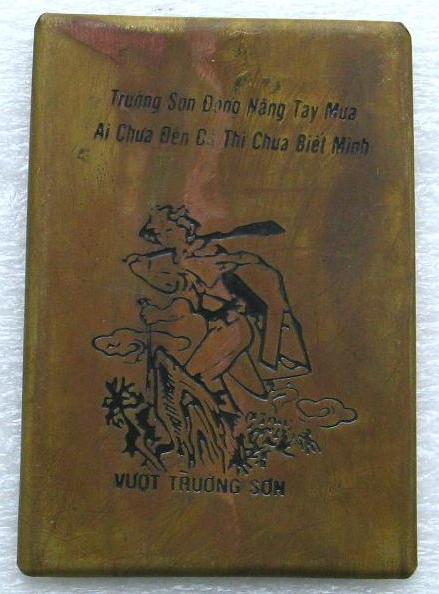 Trường Sơn Đông Nắng Tây Mưa
Ai Chưa Đến Đó Thì Chưa Biết Mình
VƯỢT TRƯỜNG SƠN